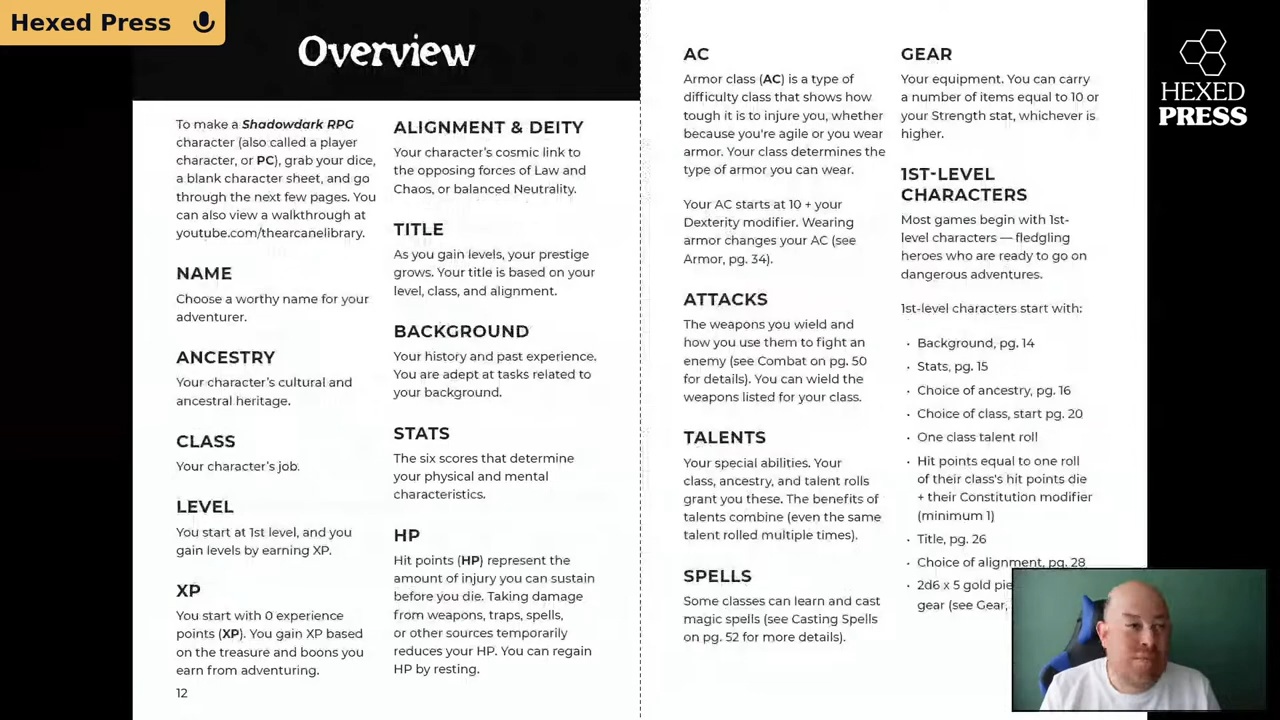 Hexed Press
Overview
To make a Shadowdark RPG
character (also called a player
character, or PC), grab your dice,
a blank character sheet, and go
through the next few pages. You
can also view a walkthrough at
youtube.com/thearcanelibrary.
NAME
Choose a worthy name for your
adventurer.
ANCESTRY
Your character's cultural and
ancestral heritage.
CLASS
Your character's job.
LEVEL
You start at 1st level, and you
gain levels by earning XP.
XP
You start with 0 experience
points (XP). You gain XP based
on the treasure and boons you
earn from adventuring.
12
ALIGNMENT & DEITY
Your character's cosmic link to
the opposing forces of Law and
Chaos, or balanced Neutrality.
TITLE
As you gain levels, your prestige
grows. Your title is based on your
level, class, and alignment.
BACKGROUND
Your history and past experience.
You are adept at tasks related to
your background.
STATS
The six scores that determine
your physical and mental
characteristics.
HP
Hit points (HP) represent the
amount of injury you can sustain
before you die. Taking damage
from weapons, traps, spells,
or other sources temporarily
reduces your HP. You can regain
HP by resting.
AC
Armor class (AC) is a type of
difficulty class that shows how
tough it is to injure you, whether
because you're agile or you wear
armor. Your class determines the
type of armor you can wear.
Your AC starts at 10 + your
Dexterity modifier. Wearing
armor changes your AC (see
Armor, pg. 34).
ATTACKS
The weapons you wield and
how you use them to fight an
enemy (see Combat on pg. 50
for details). You can wield the
weapons listed for your class.
TALENTS
Your special abilities. Your
class, ancestry, and talent rolls
grant you these. The benefits of
talents combine (even the same
talent rolled multiple times).
SPELLS
Some classes can learn and cast
magic spells (see Casting Spells
on pg. 52 for more details).
GEAR
Your equipment. You can carry
a number of items equal to 10 or
your Strength stat, whichever is
higher.
1ST-LEVEL
CHARACTERS
Most games begin with 1st-
level characters — fledgling
heroes who are ready to go on
dangerous adventures.
1st-level characters start with:
• Background, pg. 14
• Stats, pg. 15
• Choice of ancestry, pg. 16
• Choice of class, start pg. 20
• One class talent roll
• Hit points equal to one roll
of their class's hit points die
+ their Constitution modifier
(minimum 1)
• Title, pg. 26
• Choice of alignment, pg. 28
• 2d6 x 5 gold
gear (see Gear,
HEXED
PRESS